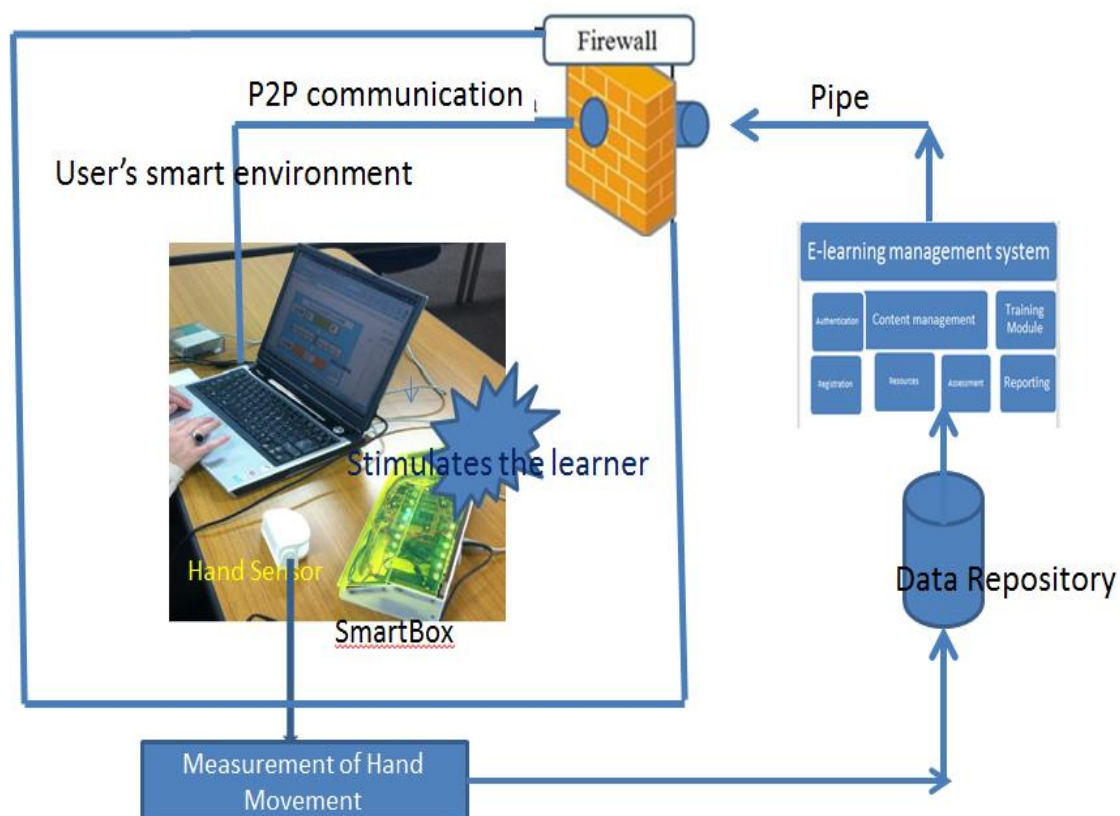 Firewall
P2P communication
Pipe
User's smart environment
E-learning management system
Authentication
Content management
Training
Module
Registration
Resources
Assessment
Reporting
Stimulates the learner
Hand Sensor
Data Repository
SmartBox
Measurement of Hand
Movement